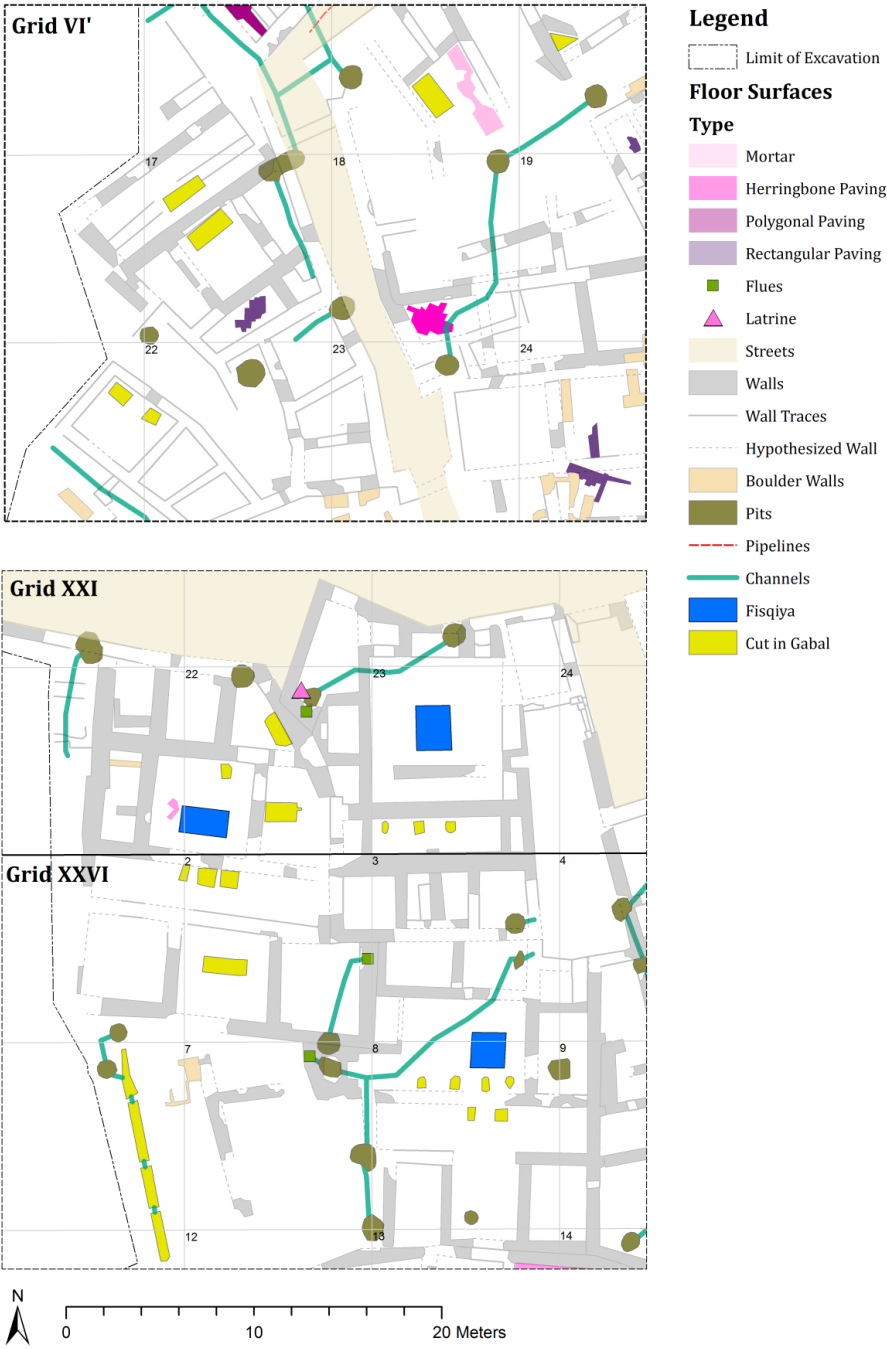 Grid VI'
17
18
19
22
23
24
Grid XXI
22
23
24
2
3
4
Grid XXVI
7
8
9
12
13
14
N
0
10
20 Meters
Legend
Limit of Excavation
Floor Surfaces
Type
Mortar
Herringbone Paving
Polygonal Paving
Rectangular Paving
Flues
Latrine
Streets
Walls
Wall Traces
Hypothesized Wall
Boulder Walls
Pits
Pipelines
Channels
Fisqiya
Cut in Gabal